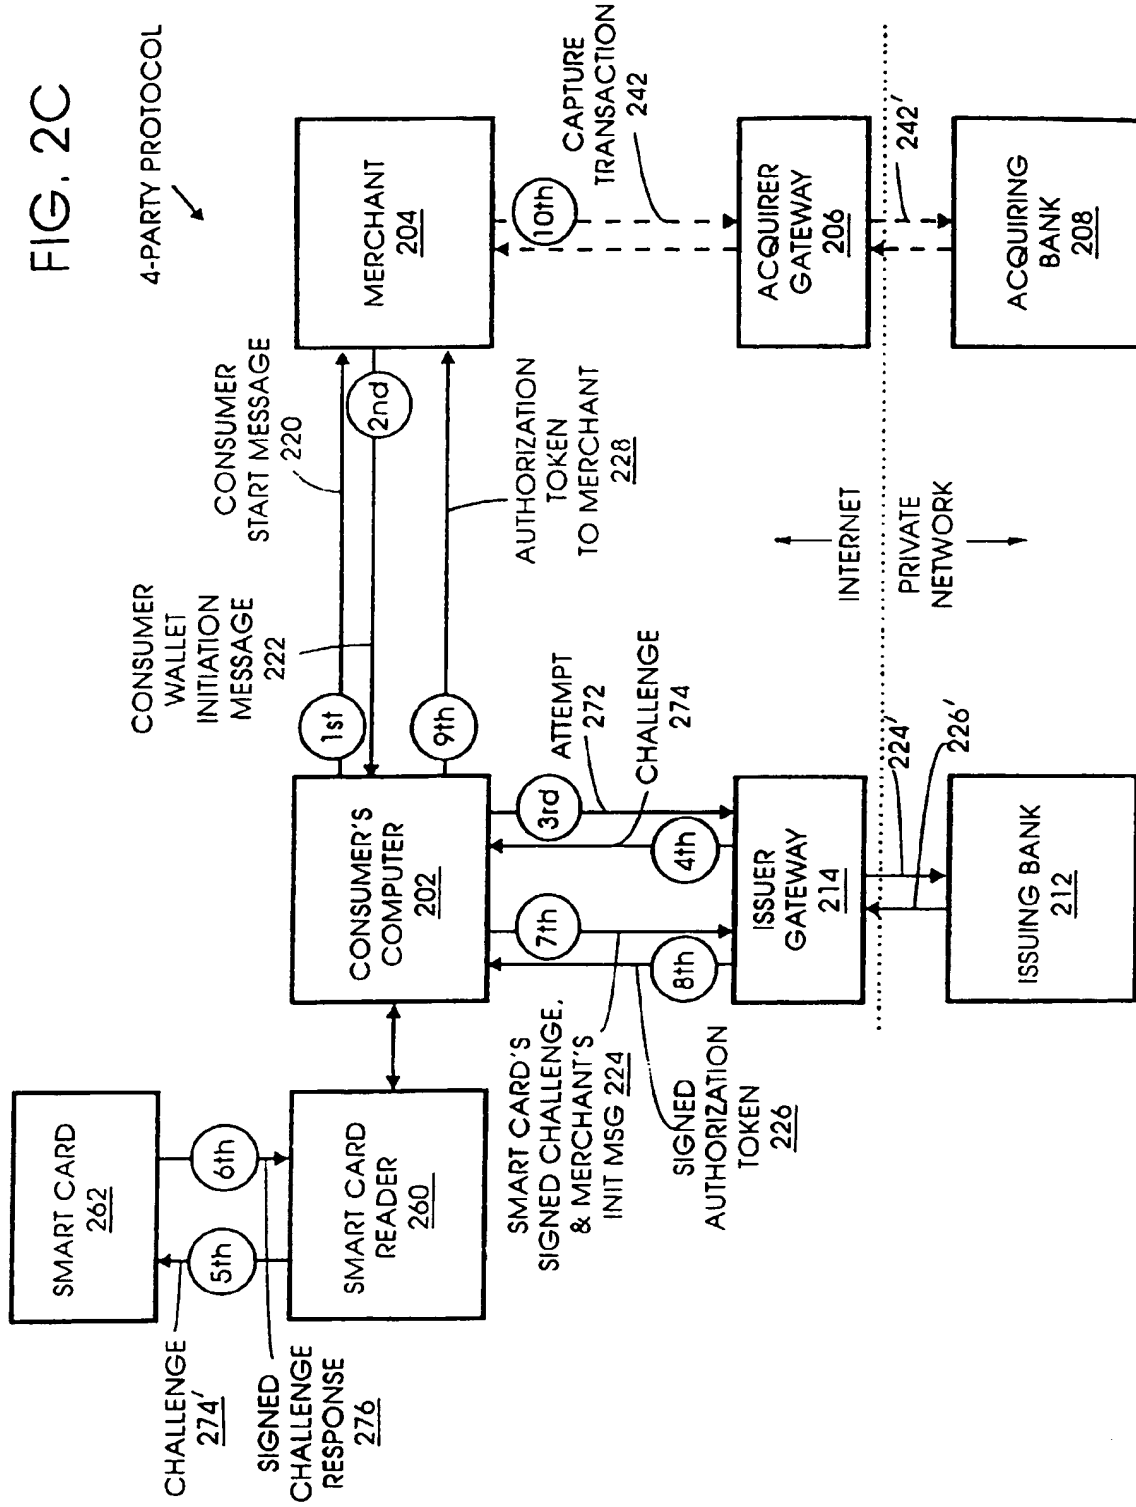 FIG. 2C
4-PARTY PROTOCOL
SMART CARD
262
CHALLENGE
274'
5th
6th
SIGNED
CHALLENGE
RESPONSE
276
SMART CARD
READER
260
CONSUMER'S
COMPUTER
202
CONSUMER
WALLET
INITIATION
MESSAGE
222
CONSUMER
START MESSAGE
220
1st
2nd
9th
AUTHORIZATION
TOKEN
TO MERCHANT
228
MERCHANT
204
SMART CARD'S
SIGNED CHALLENGE,
& MERCHANT'S
INIT MSG 224
SIGNED
AUTHORIZATION
TOKEN
226
7th
8th
3rd
4th
ATTEMPT
272
CHALLENGE
274
10th
CAPTURE
TRANSACTION
242
ISSUER
GATEWAY
214
ACQUIRER
GATEWAY
206
INTERNET
PRIVATE
NETWORK
224'
226'
242'
ISSUING BANK
212
ACQUIRING
BANK
208